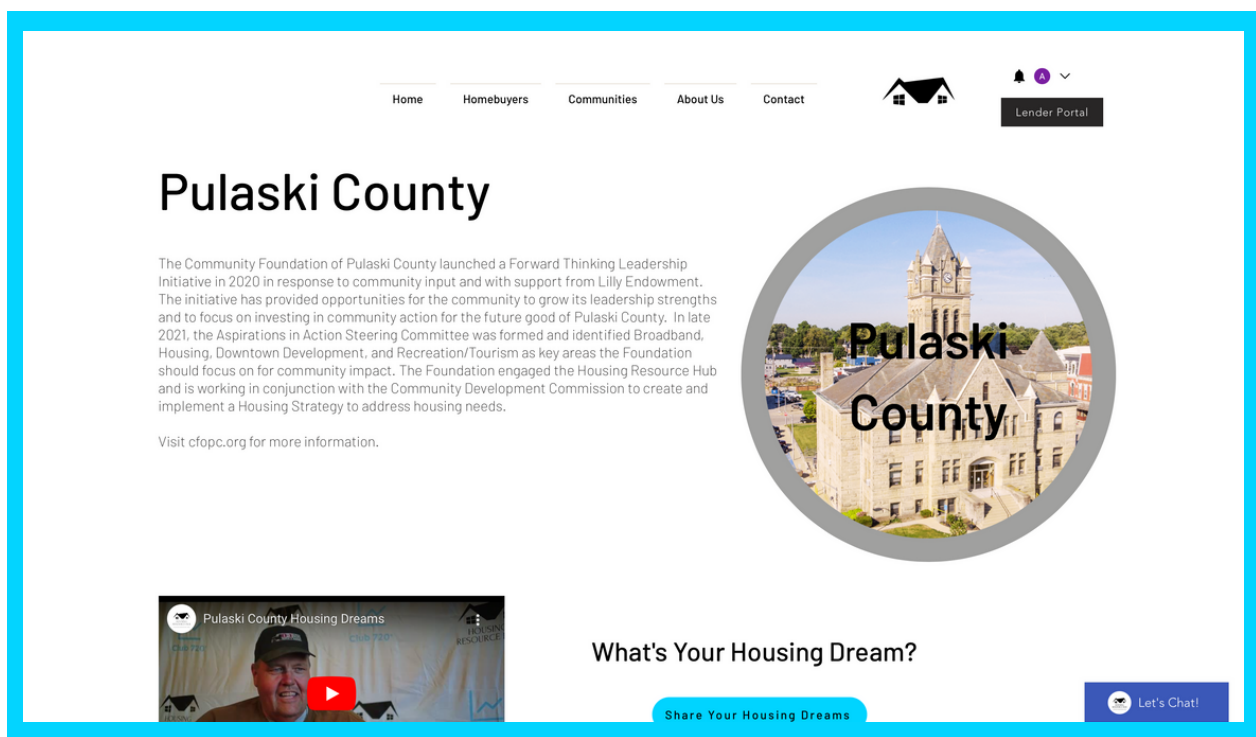 Home Homebuyers Communities About Us Contact
A
Lender Portal
Pulaski County
The Community Foundation of Pulaski County launched a Forward Thinking Leadership
Initiative in 2020 in response to community input and with support from Lilly Endowment.
The initiative has provided opportunities for the community to grow its leadership strengths
and to focus on investing in community action for the future good of Pulaski County.  In late
2021, the Aspirations in Action Steering Committee was formed and identified Broadband,
Housing, Downtown Development, and Recreation/Tourism as key areas the Foundation
should focus on for community impact. The Foundation engaged the Housing Resource Hub
and is working in conjunction with the Community Development Commission to create and
implement a Housing Strategy to address housing needs.
Visit cfopc.org for more information.
Pulaski
County
Pulaski County Housing Dreams
Club 720
Club 720
HOUSING
RESOURCE
HOUSING
What's Your Housing Dream?
Share Your Housing Dreams
Let's Chat!